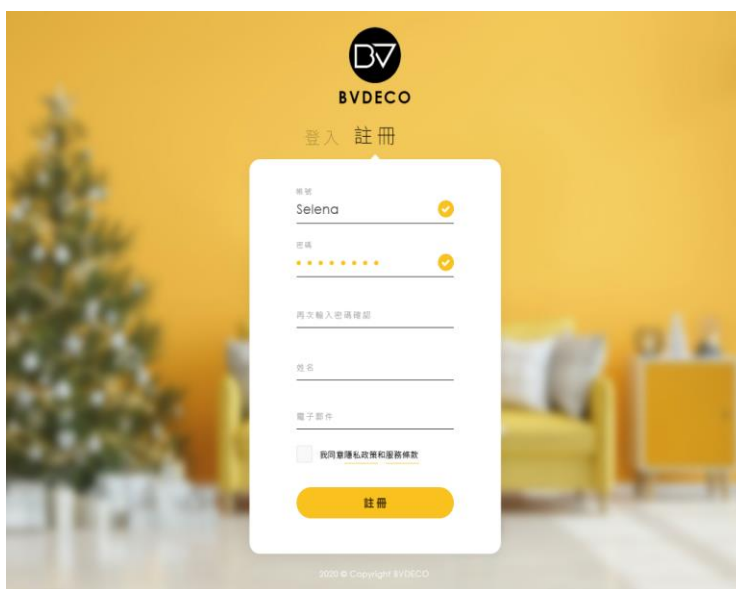 BV
BVDECO
登入 註冊
帳號
Selena
密碼
再次輸入密碼確認
姓名
電子郵件
我同意隱私政策和服務條款
註冊
2020 © Copyright BVDECO